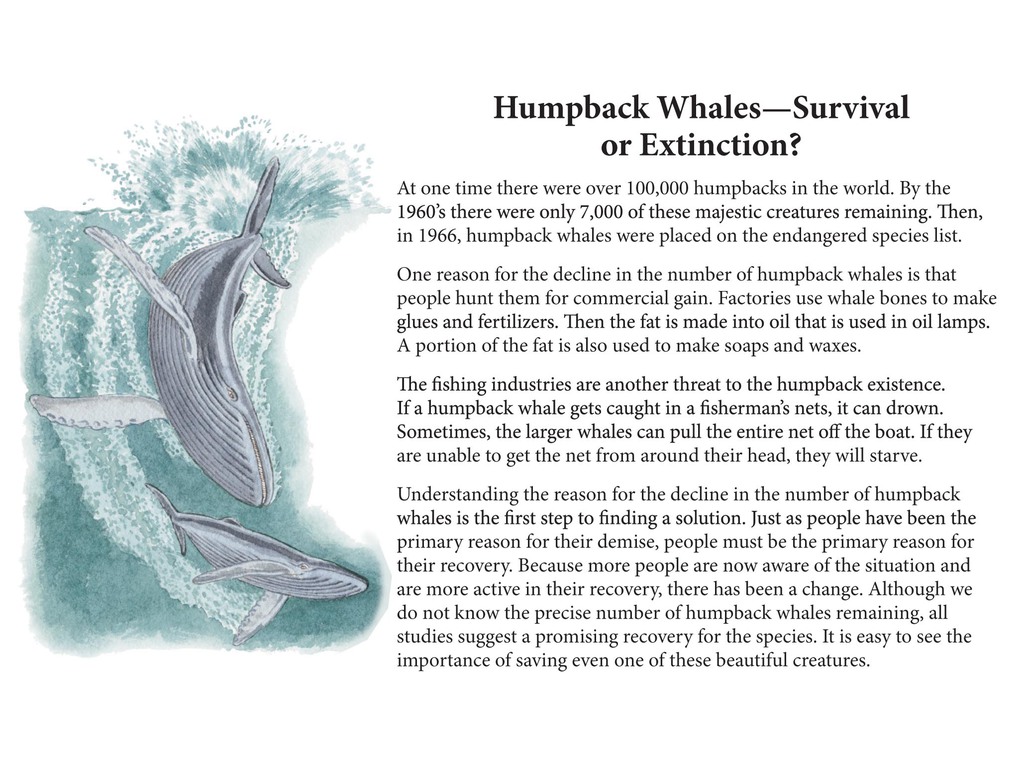 Humpback Whales—Survival
or Extinction?
At one time there were over 100,000 humpbacks in the world. By the
1960's there were only 7,000 of these majestic creatures remaining. Then,
in 1966, humpback whales were placed on the endangered species list.
One reason for the decline in the number of humpback whales is that
people hunt them for commercial gain. Factories use whale bones to make
glues and fertilizers. Then the fat is made into oil that is used in oil lamps.
A portion of the fat is also used to make soaps and waxes.
The fishing industries are another threat to the humpback existence.
If a humpback whale gets caught in a fisherman's nets, it can drown.
Sometimes, the larger whales can pull the entire net off the boat. If they
are unable to get the net from around their head, they will starve.
Understanding the reason for the decline in the number of humpback
whales is the first step to finding a solution. Just as people have been the
primary reason for their demise, people must be the primary reason for
their recovery. Because more people are now aware of the situation and
are more active in their recovery, there has been a change. Although we
do not know the precise number of humpback whales remaining, all
studies suggest a promising recovery for the species. It is easy to see the
importance of saving even one of these beautiful creatures.